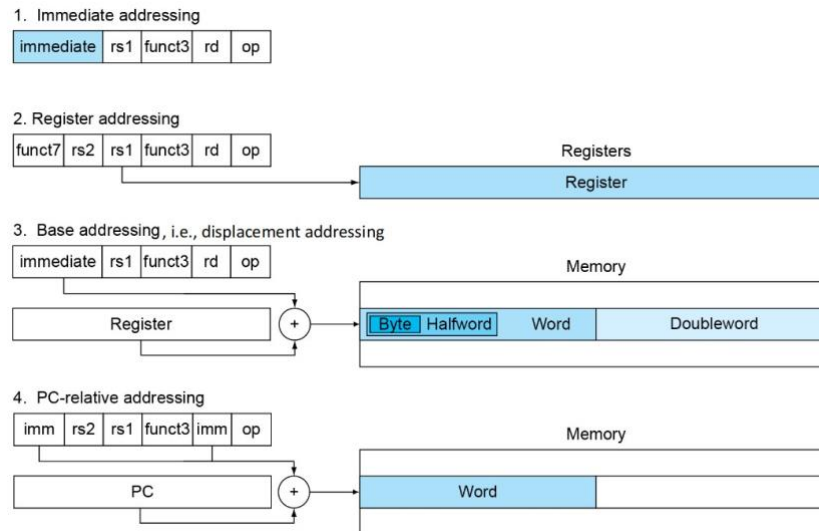 1. Immediate addressing
immediate rs1 funct3 rd op
2. Register addressing
funct7 rs2 rs1 funct3 rd op
Registers
Register
3. Base addressing, i.e., displacement addressing
immediate rs1 funct3 rd op
Memory
Register + Byte Halfword Word Doubleword
4. PC-relative addressing
imm rs2 rs1 funct3 imm op
Memory
PC + Word